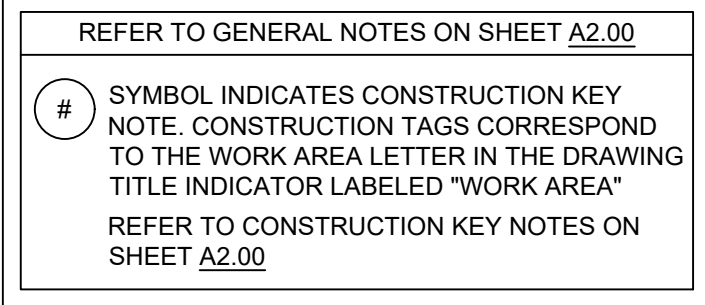 REFER TO GENERAL NOTES ON SHEET A2.00
#
SYMBOL INDICATES CONSTRUCTION KEY
NOTE. CONSTRUCTION TAGS CORRESPOND
TO THE WORK AREA LETTER IN THE DRAWING
TITLE INDICATOR LABELED "WORK AREA"
REFER TO CONSTRUCTION KEY NOTES ON
SHEET A2.00